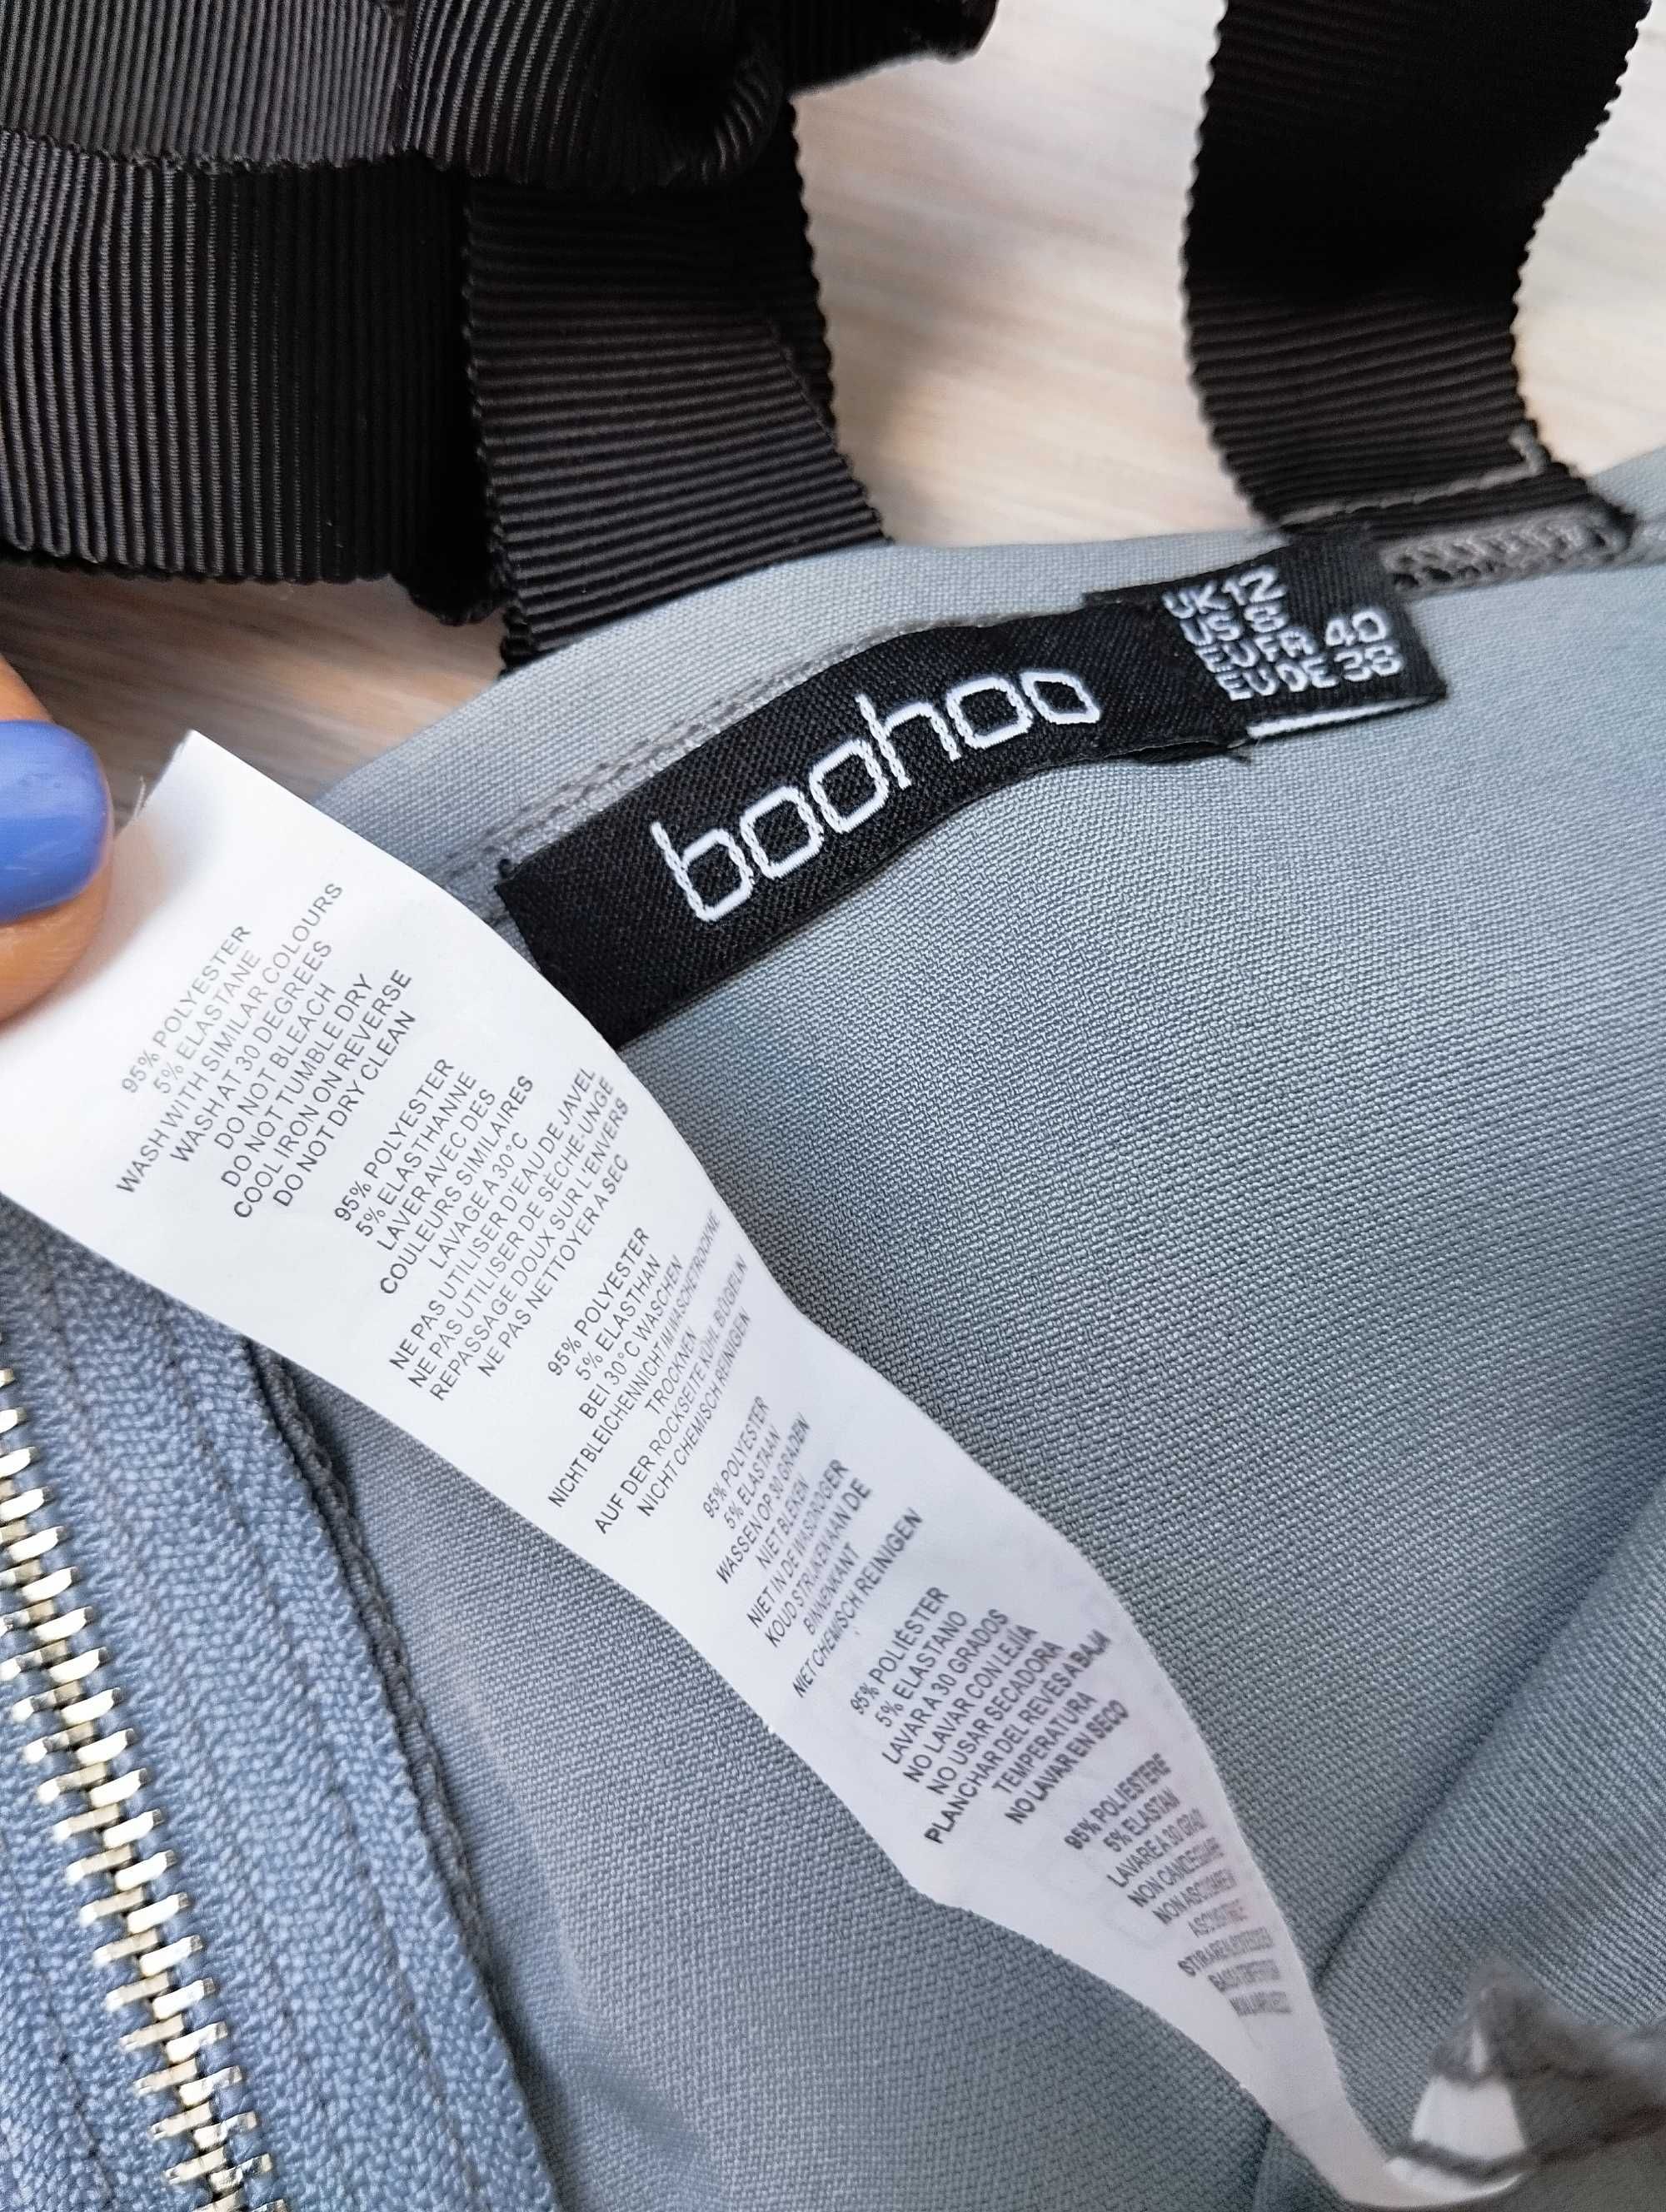 boohoo
UK 12
US 8
EU FR 40
EU DE 38
95% POLYESTER
5% ELASTANE
WASH WITH SIMILAR COLOURS
WASH AT 30 DEGREES
DO NOT BLEACH
DO NOT TUMBLE DRY
COOL IRON ON REVERSE
DO NOT DRY CLEAN
95% POLYESTER
5% ELASTHANNE
LAVER AVEC DES
COULEURS SIMILAIRES
LAVAGE A 30°C
NE PAS UTILISER D'EAU DE JAVEL
NE PAS UTILISER DE SECHE-LINGE
REPASSAGE DOUX SUR L'ENVERS
NE PAS NETTOYER A SEC
95% POLYESTER
5% ELASTHAN
BEI 30°C WASCHEN
NICHT BLEICHENNICHT IM WASCHETROCKNE
TROCKNEN
AUF DER ROCKSEITE KÜHL BÜGELN
NICHT CHEMISCH REINIGEN
95% POLYESTER
5% ELASTAAN
WASSEN OP 30 GRADEN
NIET BLEKEN
NIET IN DE WASDROGER
KOUD STRIJKEN AAN DE
BINNENKANT
NIET CHEMISCH REINIGEN
95% POLIÉSTER
5% ELASTANO
LAVAR A 30 GRADOS
NO LAVAR CON LEJÍA
NO USAR SECADORA
PLANCHAR DEL REVÉS A BAJA
TEMPERATURA
NO LAVAR EN SECO
95% POLIESTERE
5% ELASTAN
LAVARE A 30 GRADI